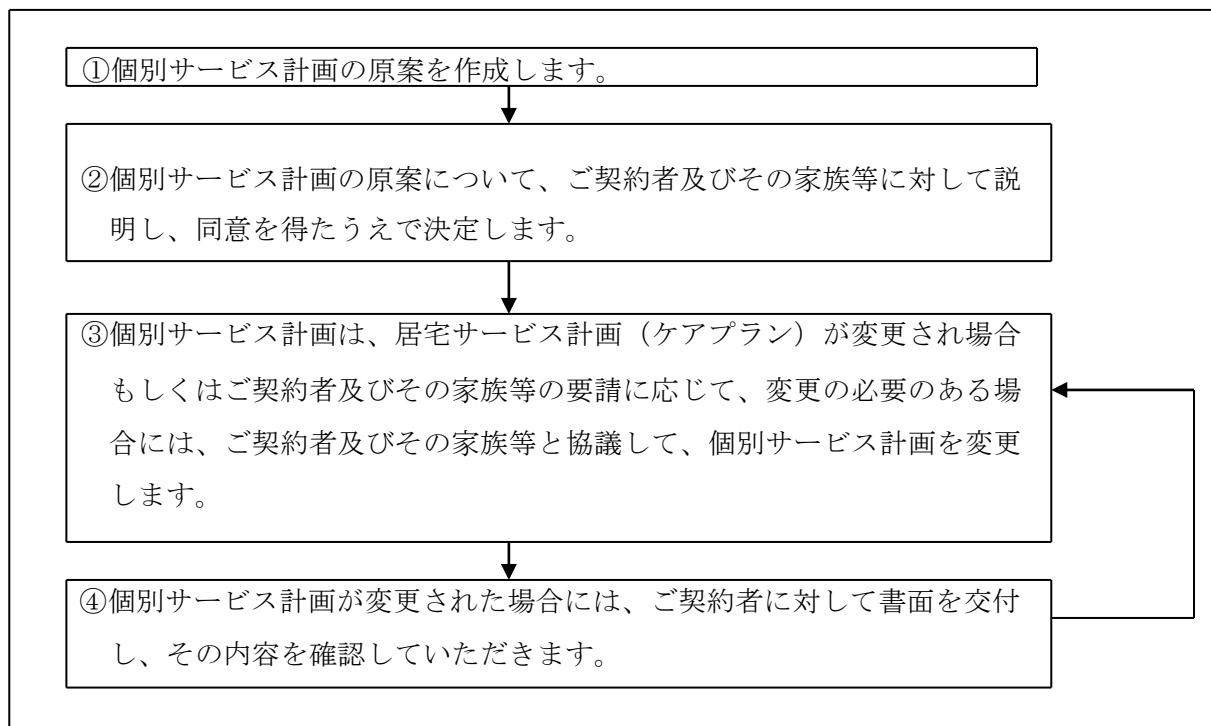 ①個別サービス計画の原案を作成します。
②個別サービス計画の原案について、ご契約者及びその家族等に対して説
明し、同意を得たうえで決定します。
③個別サービス計画は、居宅サービス計画（ケアプラン）が変更され場合
もしくはご契約者及びその家族等の要請に応じて、変更の必要のある場
合には、ご契約者及びその家族等と協議して、個別サービス計画を変更
します。
④個別サービス計画が変更された場合には、ご契約者に対して書面を交付
し、その内容を確認していただきます。